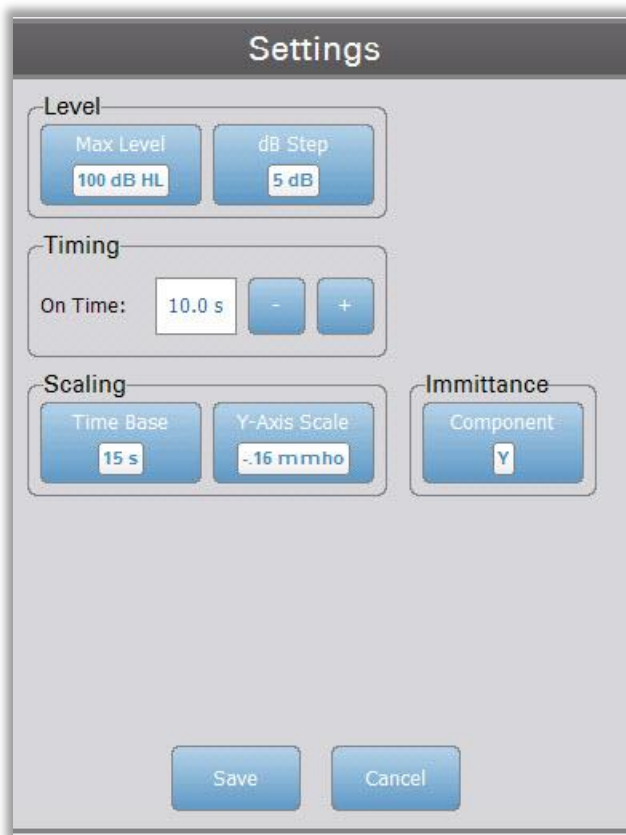 Settings
Level
Max Level
100 dB HL
dB Step
5 dB
Timing
On Time:
10.0 s
-
+
Scaling
Time Base
15 s
Y-Axis Scale
-.16 mmho
Immittance
Component
Y
Save
Cancel